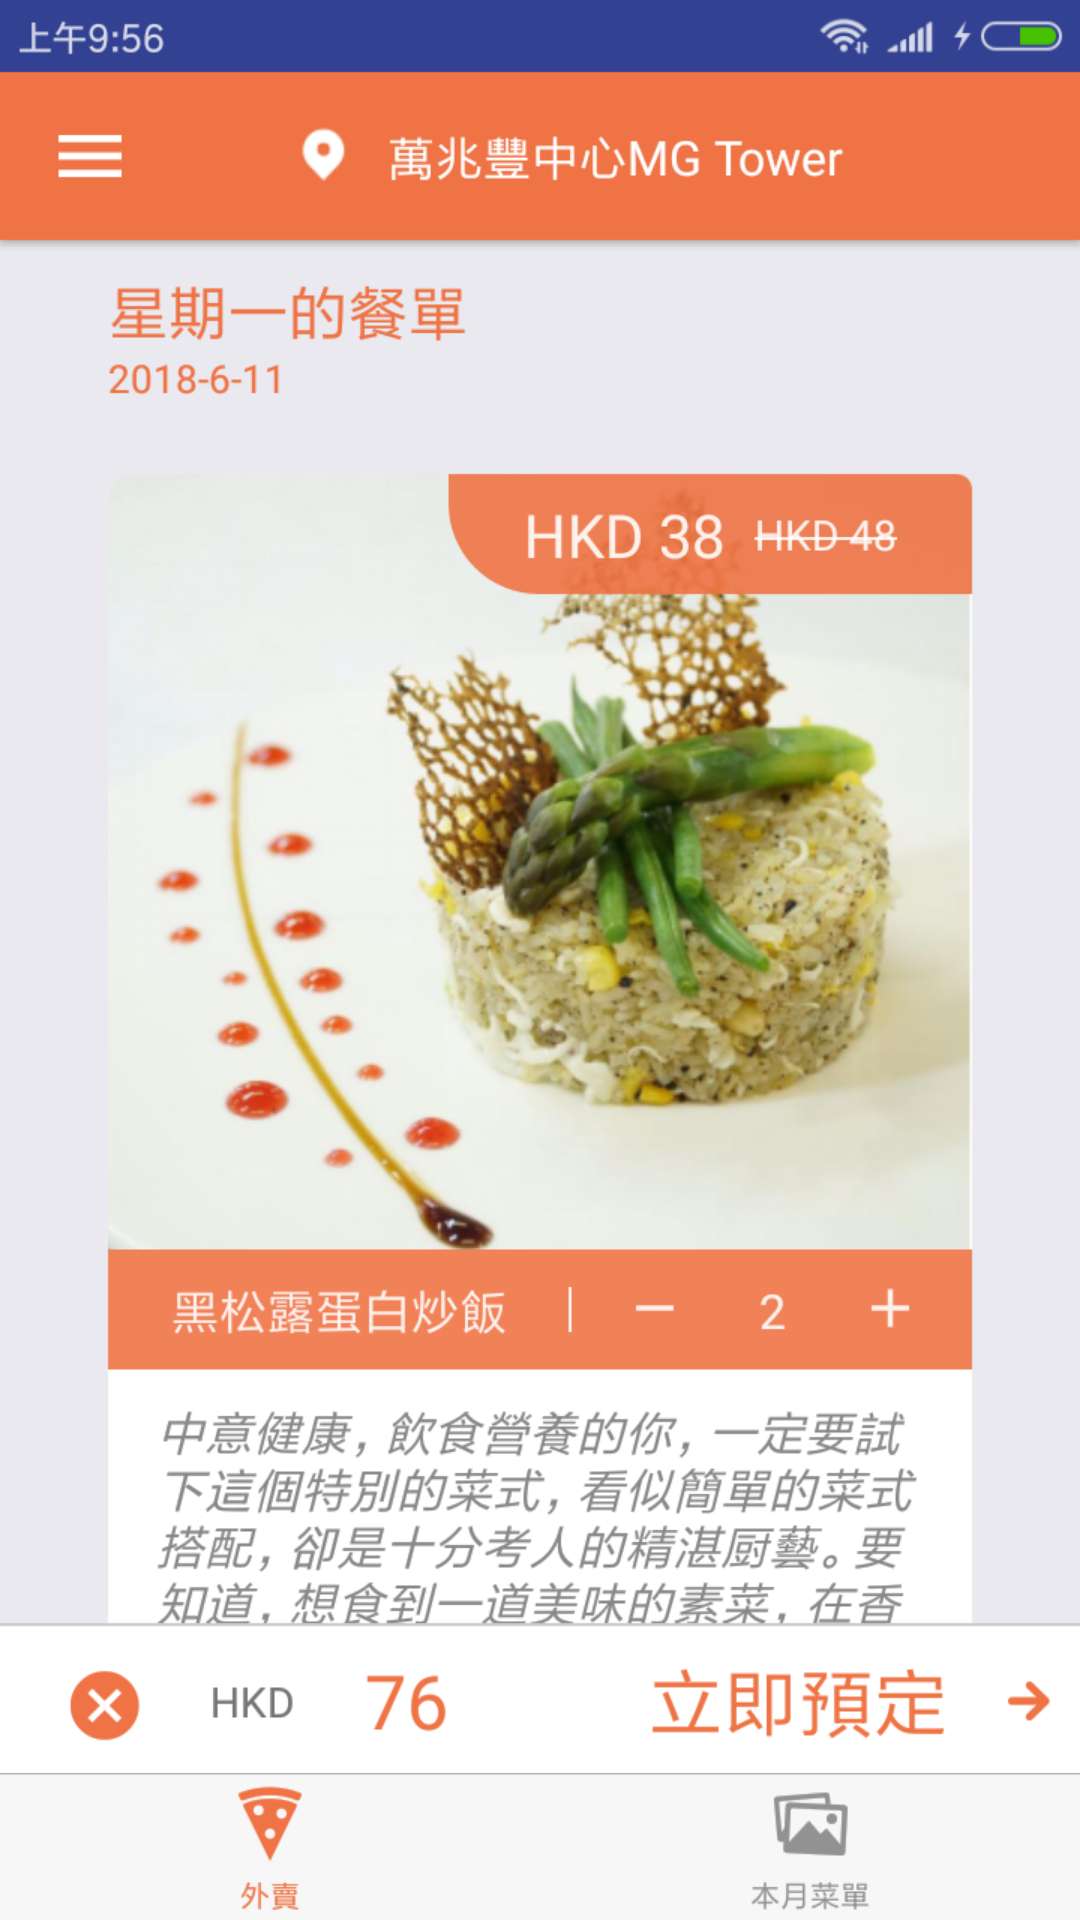 上午9:56
萬兆豐中心MG Tower
星期一的餐單
2018-6-11
HKD 38 HKD 48
黑松露蛋白炒飯 | － 2 +
中意健康，飲食營養的你，一定要試
下這個特別的菜式，看似簡單的菜式
搭配，卻是十分考人的精湛厨藝。要
知道，想食到一道美味的素菜，在香
HKD 76 立即預定
外賣
本月菜單